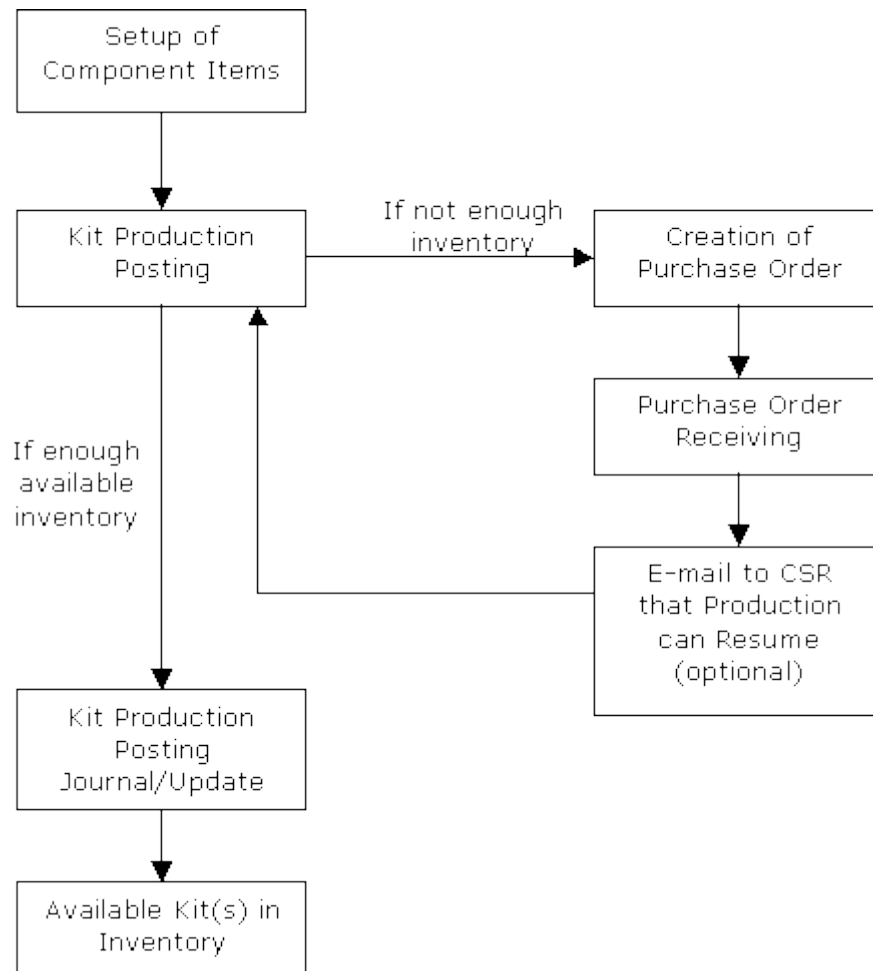 Setup of
Component Items
Kit Production
Posting
If not enough
inventory
Creation of
Purchase Order
Purchase Order
Receiving
If enough
available
inventory
E-mail to CSR
that Production
can Resume
(optional)
Kit Production
Posting
Journal/Update
Available Kit(s) in
Inventory